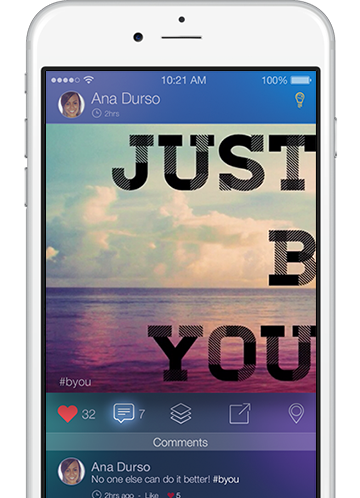 10:21 AM
100%
Ana Durso
2hrs
JUST
B
YOU
#byou
32
7
Comments
Ana Durso
No one else can do it better! #byou
2hrs ago - Like 5